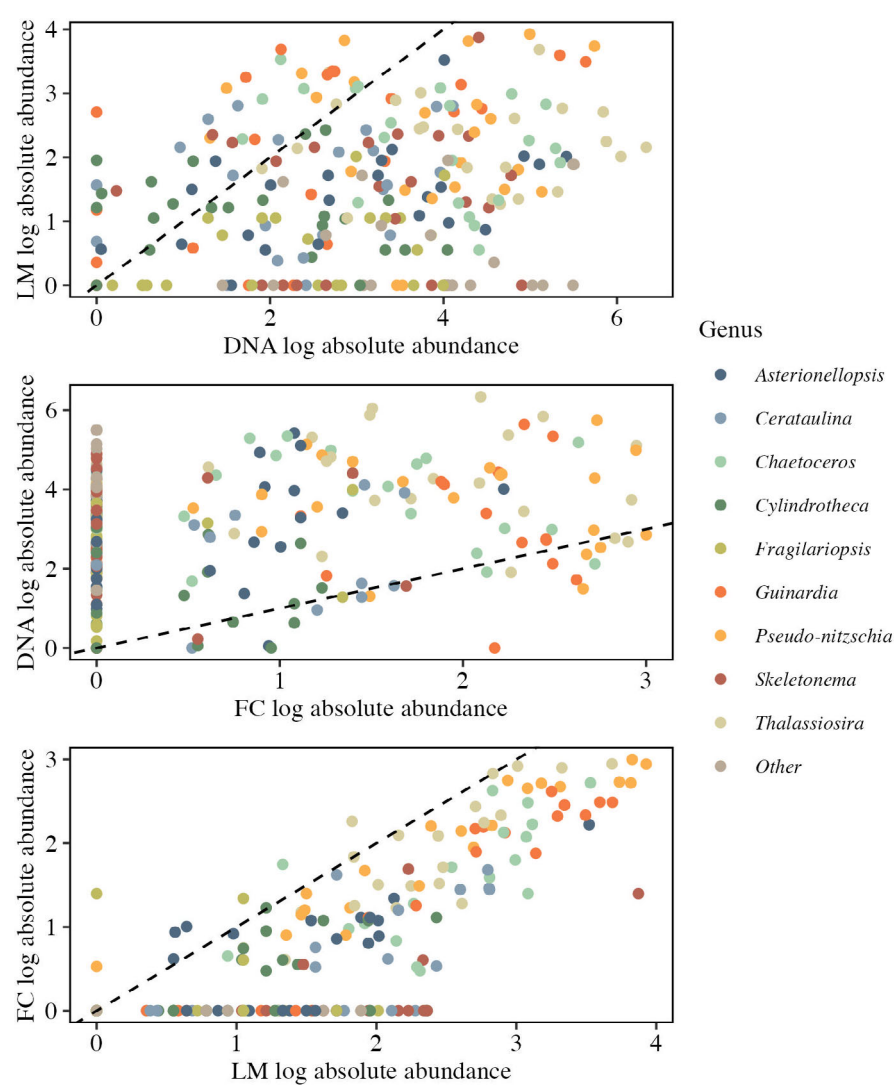 LM log absolute abundance
4
3
2
1
0
0 2 4 6
DNA log absolute abundance
DNA log absolute abundance
6
4
2
0
0 1 2 3
FC log absolute abundance
FC log absolute abundance
3
2
1
0
0 1 2 3 4
LM log absolute abundance
Genus
Asterionellopsis
Cerataulina
Chaetoceros
Cylindrotheca
Fragilariopsis
Guinardia
Pseudo-nitzschia
Skeletonema
Thalassiosira
Other